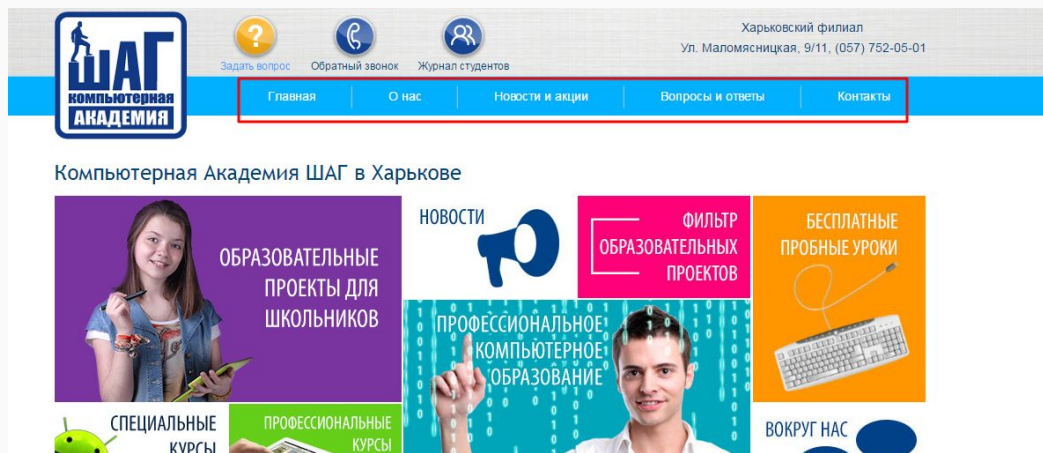 ШАГ
КОМПЬЮТЕРНАЯ
АКАДЕМИЯ
Задать вопрос
Обратный звонок
Журнал студентов
Харьковский филиал
Ул. Маломясницкая, 9/11, (057) 752-05-01
Главная
О нас
Новости и акции
Вопросы и ответы
Контакты
Компьютерная Академия ШАГ в Харькове
ОБРАЗОВАТЕЛЬНЫЕ
ПРОЕКТЫ ДЛЯ
ШКОЛЬНИКОВ
НОВОСТИ
ФИЛЬТР
ОБРАЗОВАТЕЛЬНЫХ
ПРОЕКТОВ
БЕСПЛАТНЫЕ
ПРОБНЫЕ УРОКИ
ПРОФЕССИОНАЛЬНОЕ
КОМПЬЮТЕРНОЕ
ОБРАЗОВАНИЕ
СПЕЦИАЛЬНЫЕ
КУРСЫ
ПРОФЕССИОНАЛЬНЫЕ
КУРСЫ
ВОКРУГ НАС